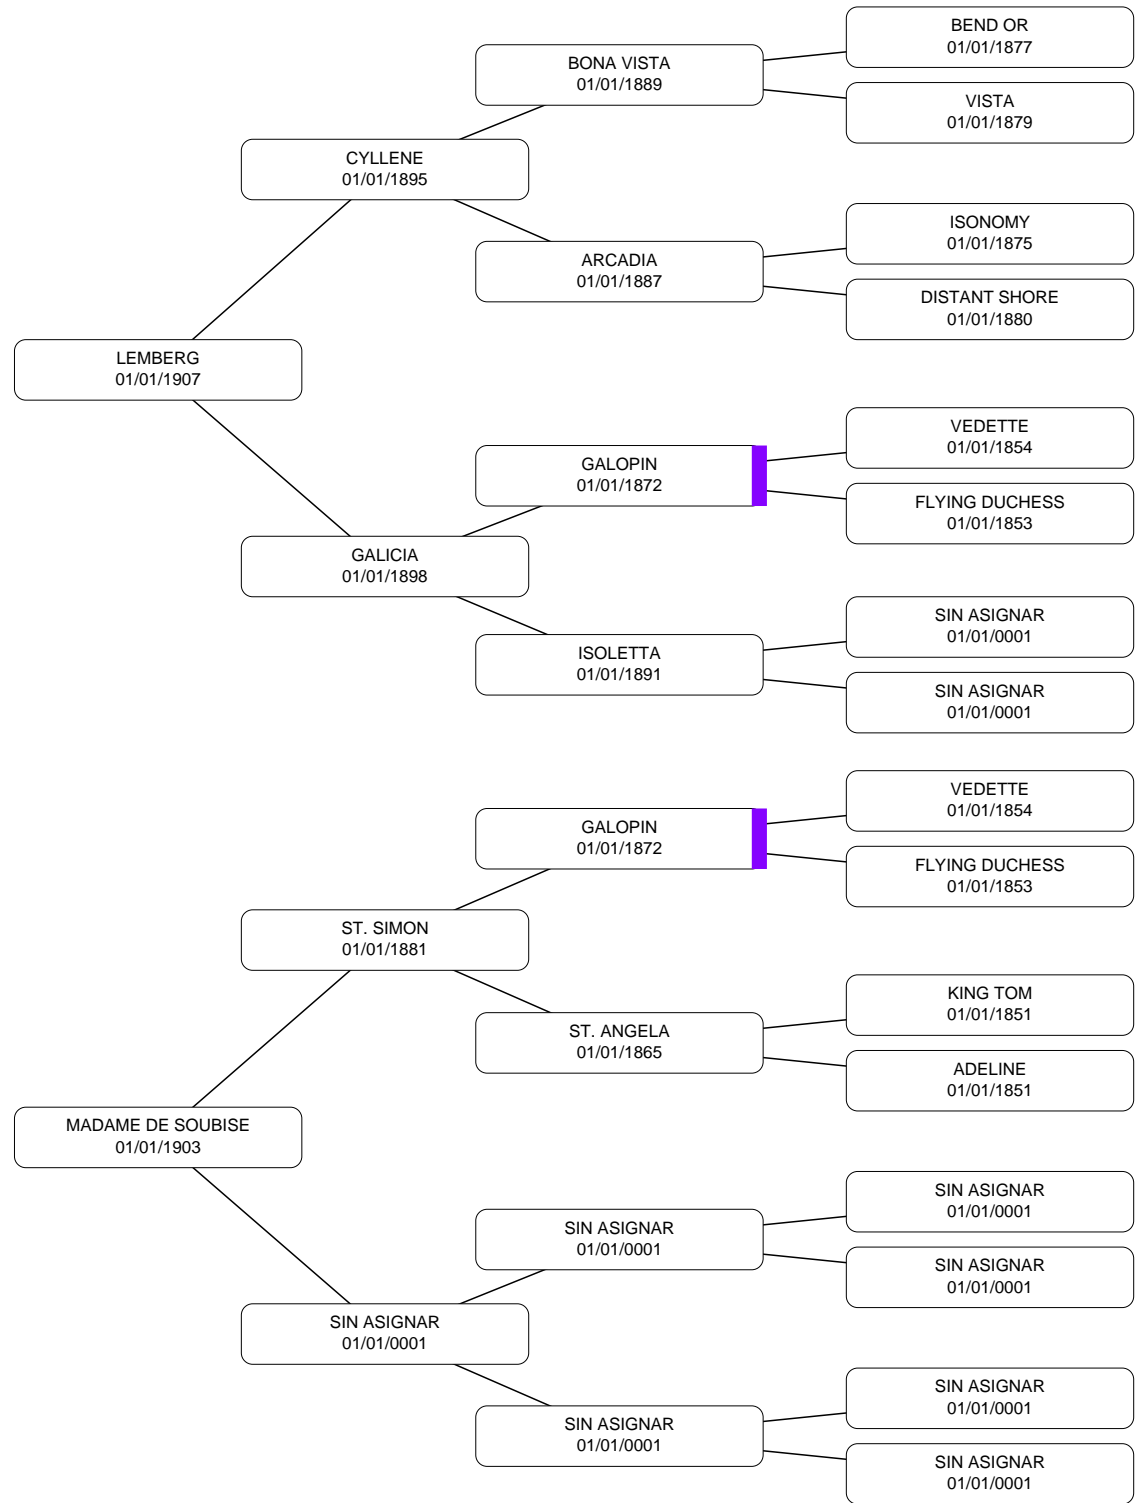 BEND OR
01/01/1877
BONA VISTA
01/01/1889
VISTA
01/01/1879
CYLLENE
01/01/1895
ISONOMY
01/01/1875
ARCADIA
01/01/1887
DISTANT SHORE
01/01/1880
LEMBERG
01/01/1907
VEDETTE
01/01/1854
GALOPIN
01/01/1872
FLYING DUCHESS
01/01/1853
GALICIA
01/01/1898
SIN ASIGNAR
01/01/0001
ISOLETTA
01/01/1891
SIN ASIGNAR
01/01/0001
VEDETTE
01/01/1854
GALOPIN
01/01/1872
FLYING DUCHESS
01/01/1853
ST. SIMON
01/01/1881
KING TOM
01/01/1851
ST. ANGELA
01/01/1865
ADELINE
01/01/1851
MADAME DE SOUBISE
01/01/1903
SIN ASIGNAR
01/01/0001
SIN ASIGNAR
01/01/0001
SIN ASIGNAR
01/01/0001
SIN ASIGNAR
01/01/0001
SIN ASIGNAR
01/01/0001
SIN ASIGNAR
01/01/0001
SIN ASIGNAR
01/01/0001